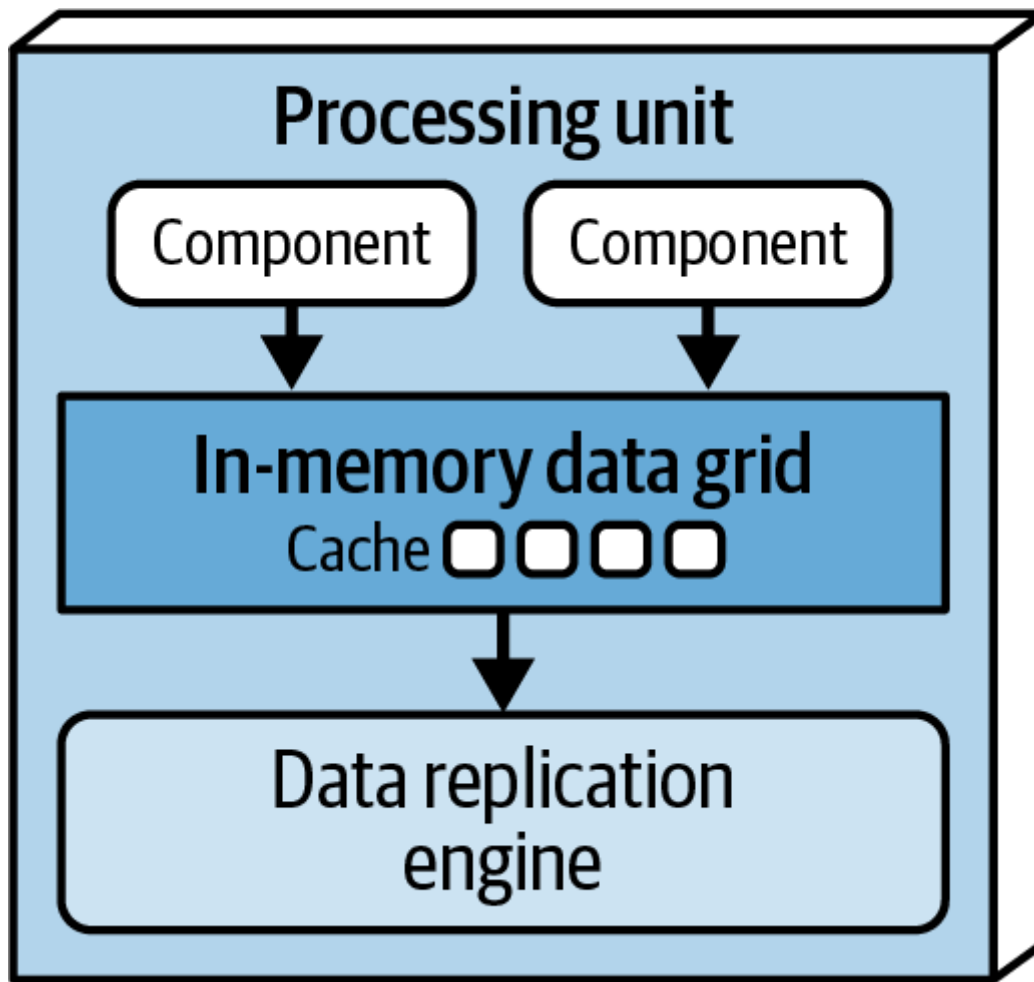 Processing unit
Component
Component
In-memory data grid
Cache
Data replication
engine